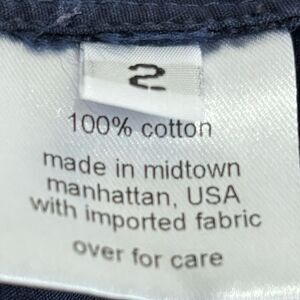 2
100% cotton
made in midtown
manhattan, USA
with imported fabric
over for care